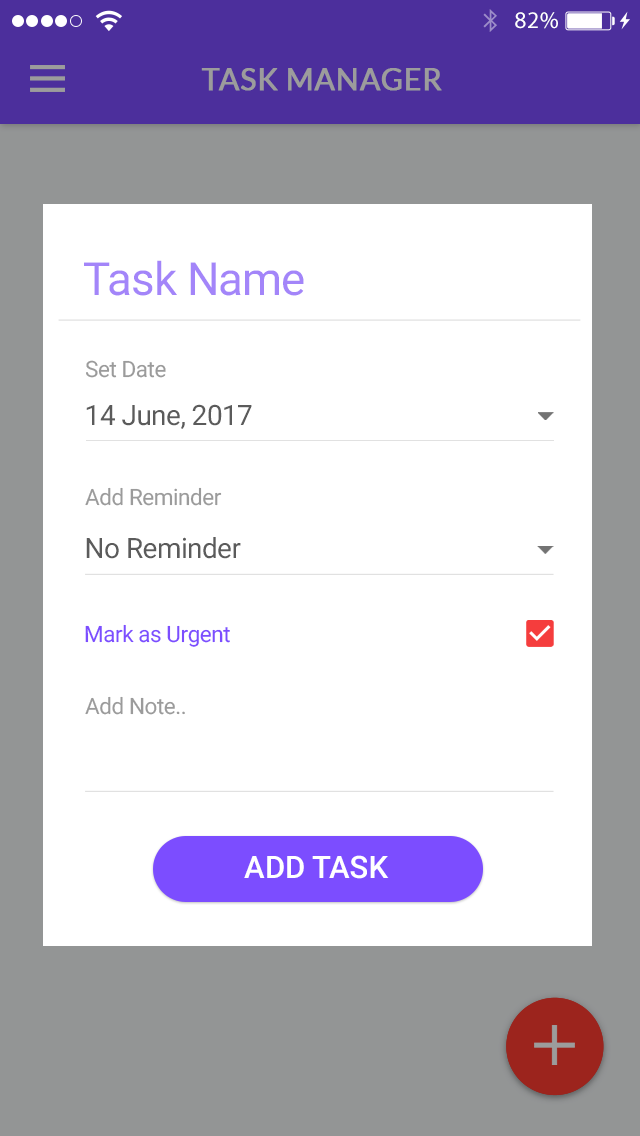 82%
TASK MANAGER
Task Name
Set Date
14 June, 2017
Add Reminder
No Reminder
Mark as Urgent
Add Note..
ADD TASK